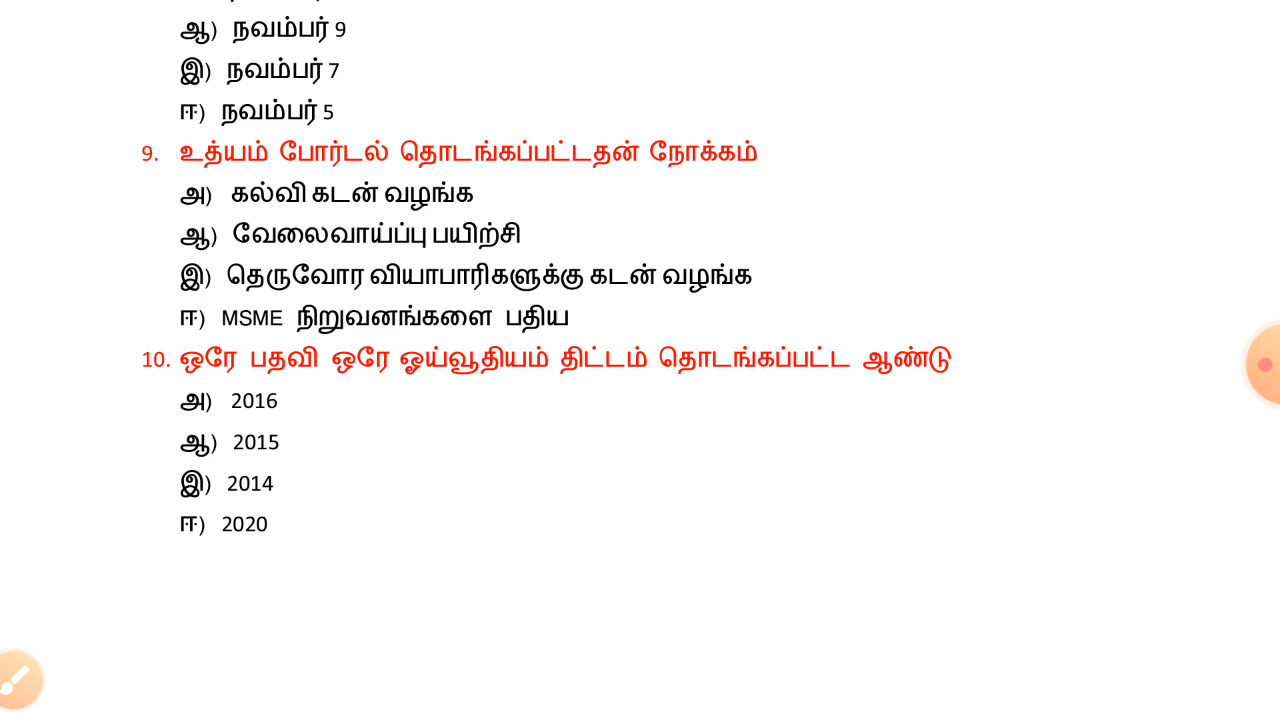 ஆ) நவம்பர் 9
இ) நவம்பர் 7
ஈ) நவம்பர் 5
9. உத்யம் போர்டல் தொடங்கப்பட்டதன் நோக்கம்
அ) கல்வி கடன் வழங்க
ஆ) வேலைவாய்ப்பு பயிற்சி
இ) தெருவோர வியாபாரிகளுக்கு கடன் வழங்க
ஈ) MSME நிறுவனங்களை பதிய
10. ஒரே பதவி ஒரே ஓய்வூதியம் திட்டம் தொடங்கப்பட்ட ஆண்டு
அ) 2016
ஆ) 2015
இ) 2014
ஈ) 2020